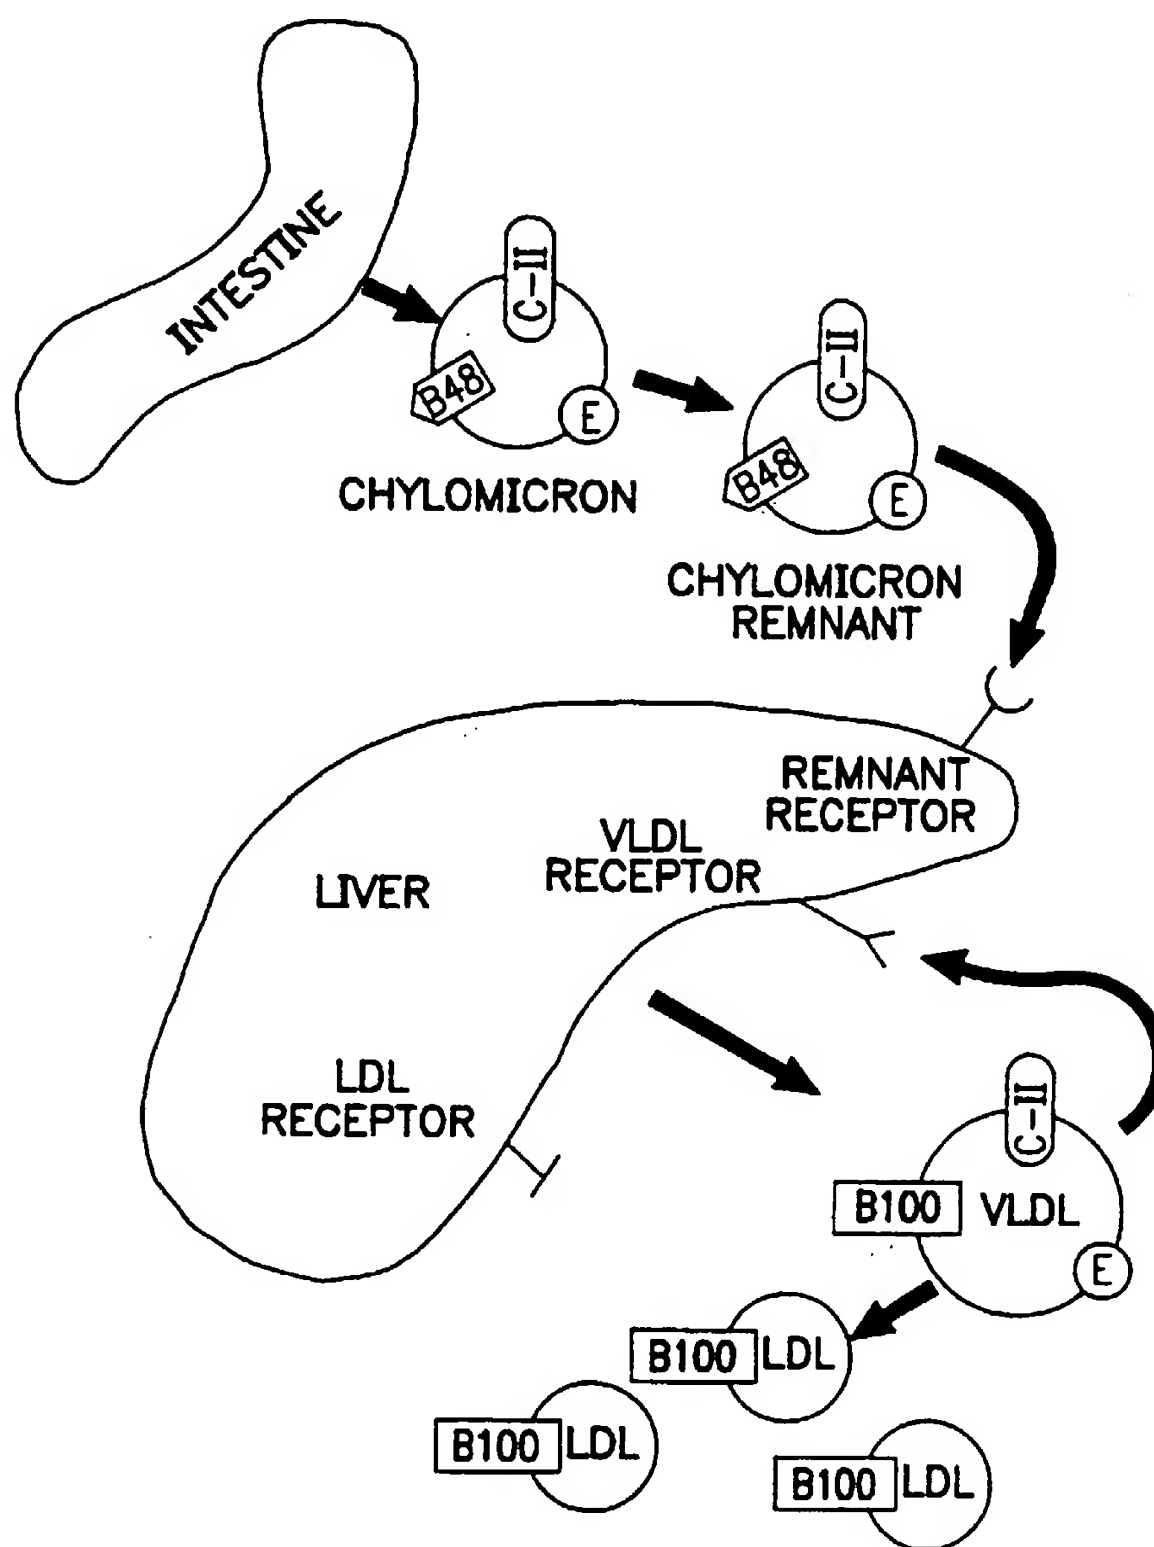 INTESTINE
C-II
B48
E
CHYLOMICRON
C-II
B48
E
CHYLOMICRON
REMNANT
REMNANT
RECEPTOR
VLDL
RECEPTOR
LIVER
LDL
RECEPTOR
C-II
B100
VLDL
E
B100
LDL
B100
LDL
B100
LDL